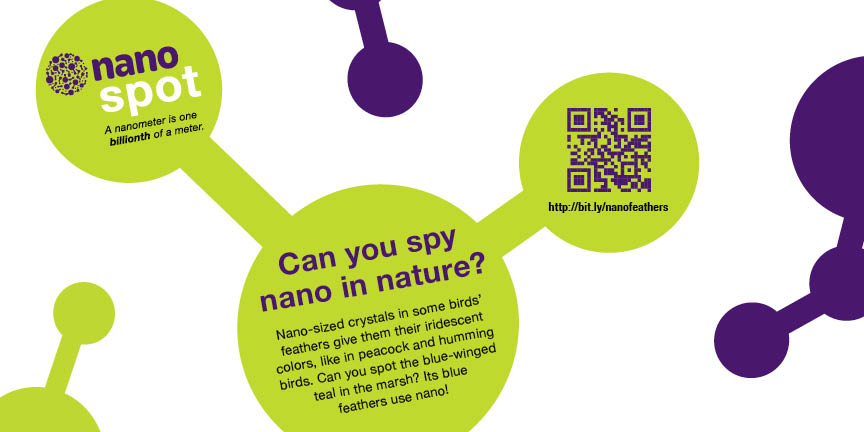 nano
spot
A nanometer is one
billionth of a meter.
http://bit.ly/nanofeathers
Can you spy
nano in nature?
Nano-sized crystals in some birds’
feathers give them their iridescent
colors, like in peacock and humming
birds. Can you spot the blue-winged
teal in the marsh? Its blue
feathers use nano!